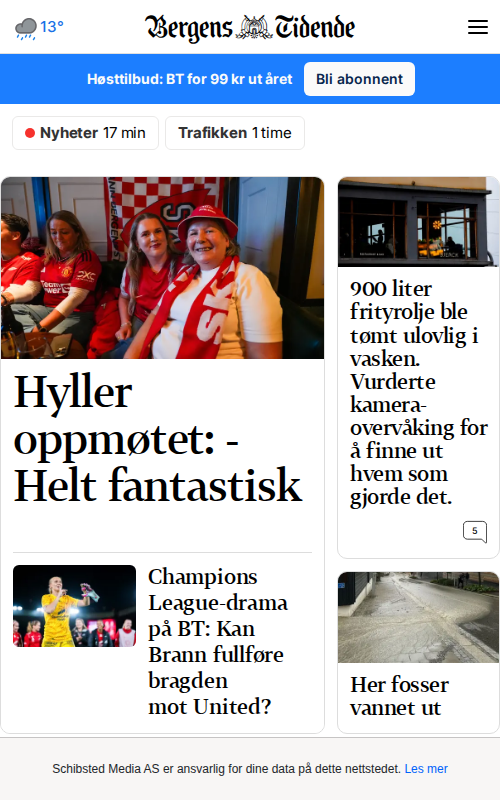 13°
Bergens Tidende
Høsttilbud: BT for 99 kr ut året
Bli abonnent
Nyheter 17 min
Trafikken 1 time
Hyller
oppmøtet: -
Helt fantastisk
Champions
League-drama
på BT: Kan
Brann fullføre
bragden
mot United?
900 liter
frityrolje ble
tømt ulovlig i
vasken.
Vurderte
kamera-
overvåking for
å finne ut
hvem som
gjorde det.
5
Her fosser
vannet ut
Schibsted Media AS er ansvarlig for dine data på dette nettstedet. Les mer